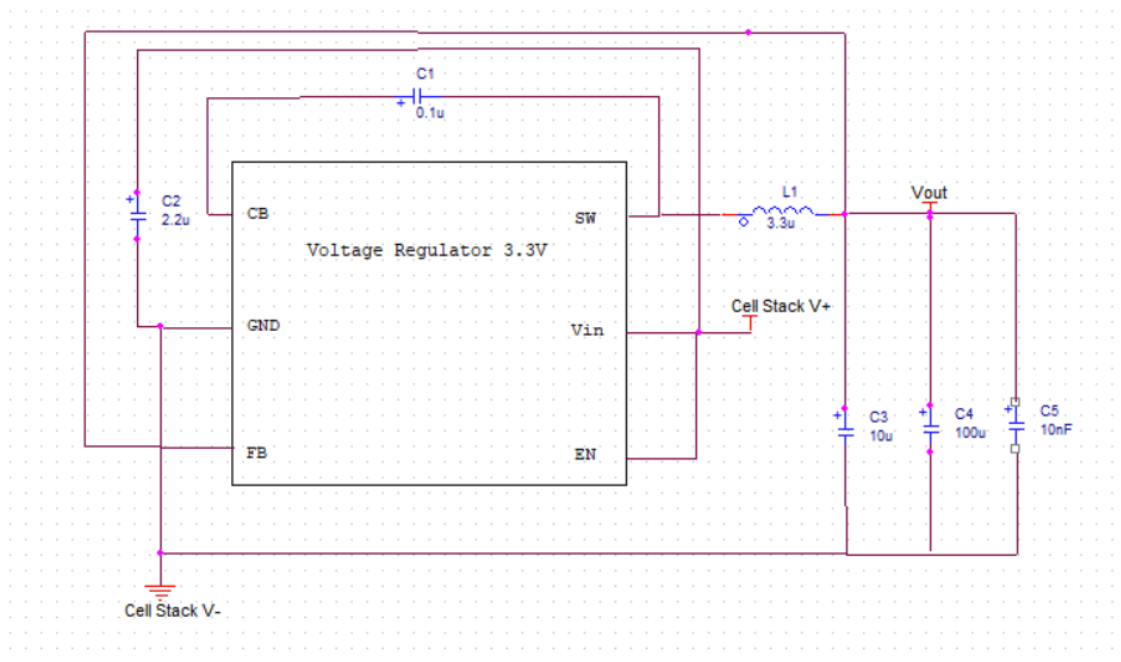 C1
0.1u
C2
2.2u
CB
SW
L1
3.3u
Vout
Voltage Regulator 3.3V
Cell Stack V+
GND
Vin
C3
10u
C4
100u
C5
10nF
FB
EN
Cell Stack V-